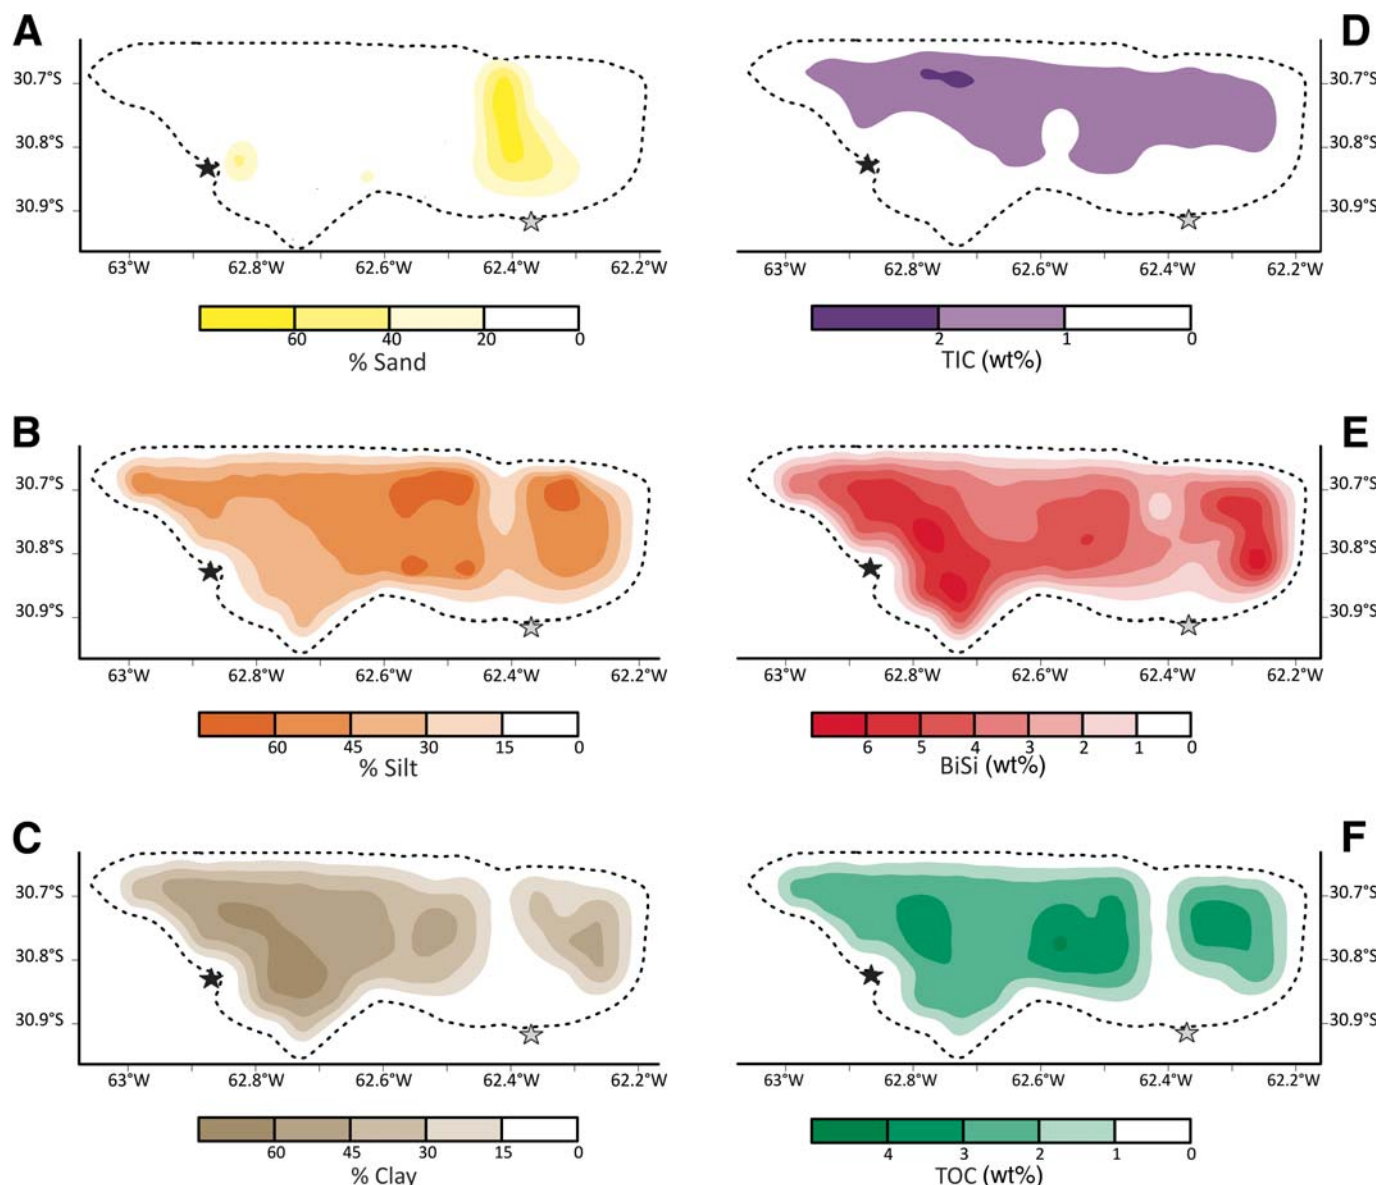 A
30.7°S
30.8°S
30.9°S
63°W 62.8°W 62.6°W 62.4°W 62.2°W
60 40 20 0
% Sand
D
30.7°S
30.8°S
30.9°S
63°W 62.8°W 62.6°W 62.4°W 62.2°W
2 1 0
TIC (wt%)
B
30.7°S
30.8°S
30.9°S
63°W 62.8°W 62.6°W 62.4°W 62.2°W
60 45 30 15 0
% Silt
E
30.7°S
30.8°S
30.9°S
63°W 62.8°W 62.6°W 62.4°W 62.2°W
6 5 4 3 2 1 0
BiSi (wt%)
C
30.7°S
30.8°S
30.9°S
63°W 62.8°W 62.6°W 62.4°W 62.2°W
60 45 30 15 0
% Clay
F
30.7°S
30.8°S
30.9°S
63°W 62.8°W 62.6°W 62.4°W 62.2°W
4 3 2 1 0
TOC (wt%)